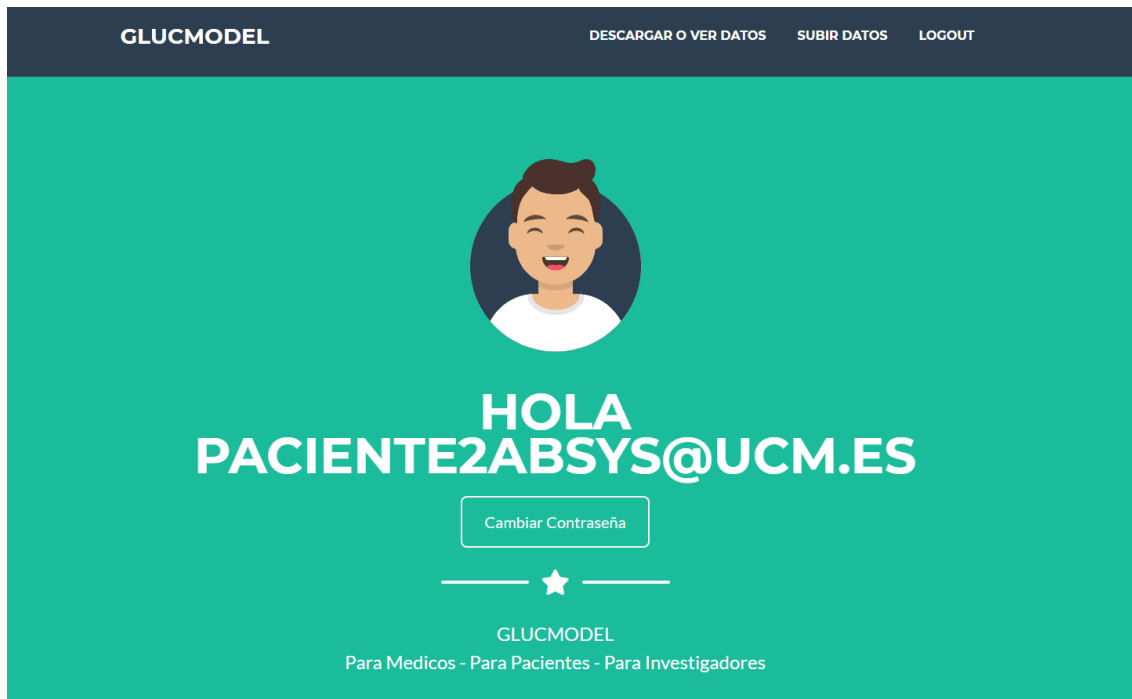 GLUCMODEL
DESCARGAR O VER DATOS
SUBIR DATOS
LOGOUT
HOLA
PACIENTE2ABSYS@UCM.ES
Cambiar Contraseña
GLUCMODEL
Para Medicos - Para Pacientes - Para Investigadores